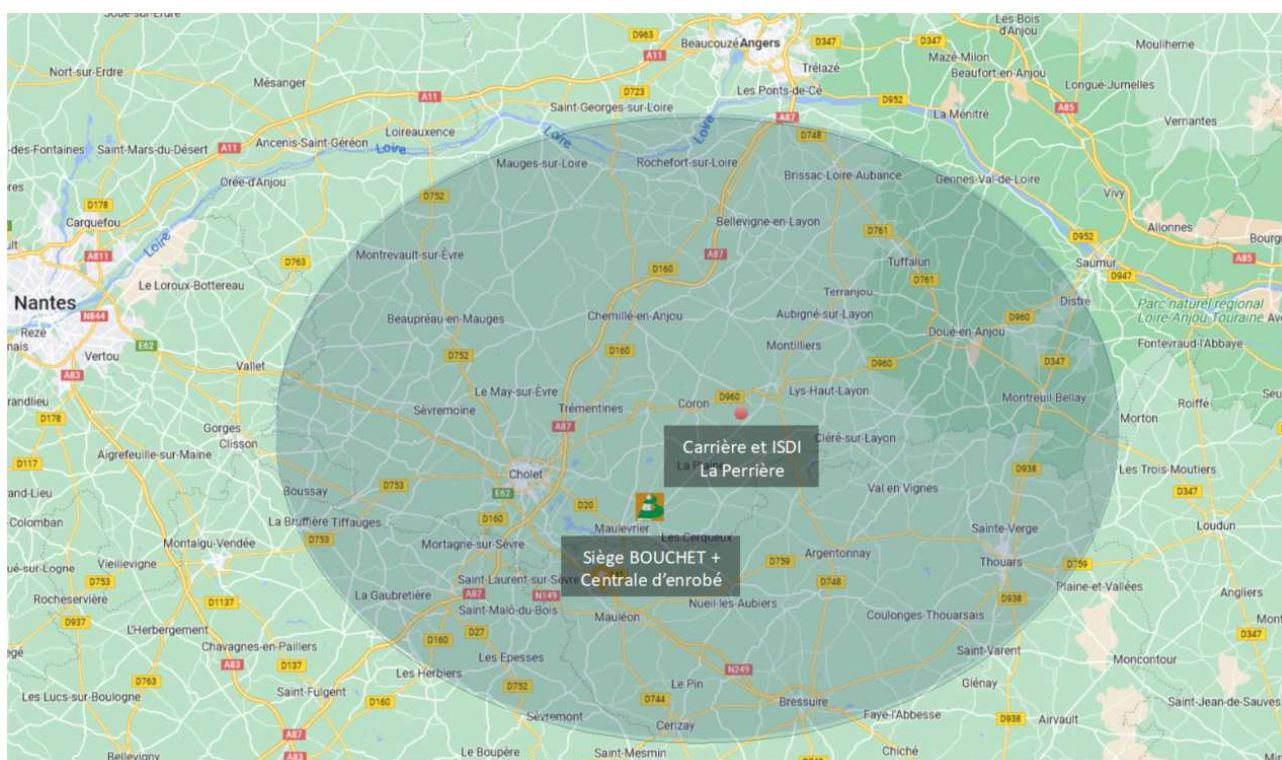 Les Bois
d'Anjou
D963
Beaucouzé
Angers
D347
D347
Mouliherne
A11
Mazé-Milon
Nort-sur-Erdre
Trélazé
Beaufort-en-Anjou
Mésanger
D723
Les Ponts-de-Cé
Longué-Jumelles
A11
D952
A85
Saint-Georges-sur-Loire
La Ménitré
Vernantes
Loireauxence
A87
Loire
Loire
D748
-des-Fontaines
Saint-Mars-du-Désert
A11
Ancenis-Saint-Géréon
Loire
Mauges-sur-Loire
Rochefort-sur-Loire
Brissac-Loire-Aubance
Gennes-Val-de-Loire
Orée-d'Anjou
D752
Vivy
D178
Carquefou
Bellevigne-en-Layon
Allonnes
Loire
D761
D952
Bourg
A811
Montrevault-sur-Èvre
A87
D763
D160
Tuffalun
Saumur
A85
Le Loroux-Bottereau
D761
D947
Nantes
Terranjou
Distré
Parc naturel régional
Loire-Anjou-Touraine
N844
Beaupréau-en-Mauges
Chemillé-en-Anjou
Aubigné-sur-Layon
D960
Rezé
Doué-en-Anjou
E62
Montilliers
Fontevraud-l'Abbaye
Vertou
D752
D160
D347
Vallet
D960
A83
Le May-sur-Èvre
D960
Lys-Haut-Layon
Montreuil-Bellay
Sèvremoine
Trémentines
Coron
Roiffé
D178
Morton
Gorges
A87
Clisson
Cléré-sur-Layon
Carrière et ISDI
La Perrière
Aigrefeuille-sur-Maine
D117
Cholet
D938
Les Trois-Moutiers
Boussay
D753
E62
Val en Vignes
D347
D20
La Bruffière
Tiffauges
D160
Maulévrier
Sainte-Verge
Loudun
D753
Les Cerqueux
Montaigu-Vendée
Mortagne-sur-Sèvre
Siège BOUCHET +
Centrale d'enrobé
Argentonnay
D759
Thouars
D759
Vieillevigne
D753
Saint-Laurent-sur-Sèvre
D748
Plaine-et-Vallées
Rocheservière
D1137
La Gaubretière
A87
N149
D938
Angliers
Saint-Malô-du-Bois
Nueil-les-Aubiers
D937
Mauléon
Coulonges-Thouarsais
L'Herbergement
D27
D347
D160
Chavagnes-en-Paillers
Saint-Varent
A83
D137
Les Epesses
Moncontour
Les Herbiers
N249
D763
Le Pin
Glénay
Les Lucs-sur-Boulogne
Saint-Fulgent
D160
D752
D744
Bressuire
Saint-Jean-de-Sauves
Sèvremont
Faye-l'Abbesse
D938
Airvault
Cerizay
A87
Le Boupère
Saint-Mesmin
Chiché
Bellevigny
A83